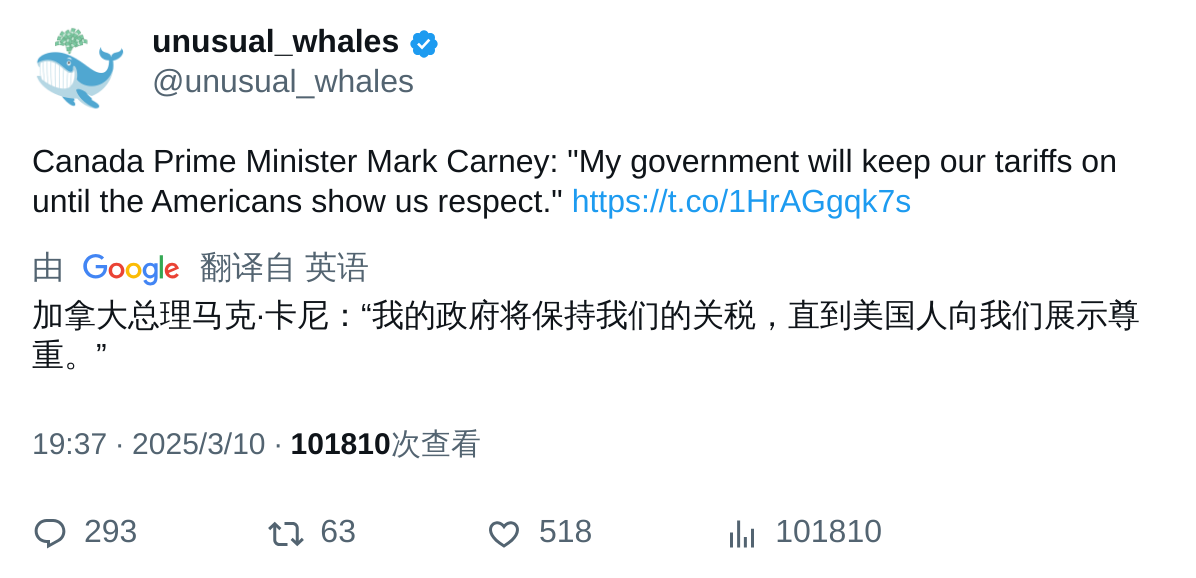 unusual_whales
@unusual_whales
Canada Prime Minister Mark Carney: "My government will keep our tariffs on
until the Americans show us respect." https://t.co/1HrAGgqk7s
由 Google 翻译自 英语
加拿大总理马克·卡尼：“我的政府将保持我们的关税，直到美国人向我们展示尊
重。”
19:37 · 2025/3/10 · 101810次查看
293 63 518 101810